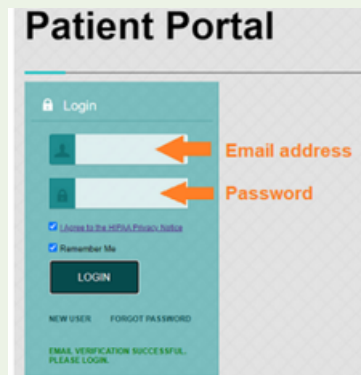 Patient Portal
Login
Email address
Password
I Agree to the HIPAA Privacy Notice
Remember Me
LOGIN
NEW USER FORGOT PASSWORD
EMAIL VERIFICATION SUCCESSFUL.
PLEASE LOGIN.